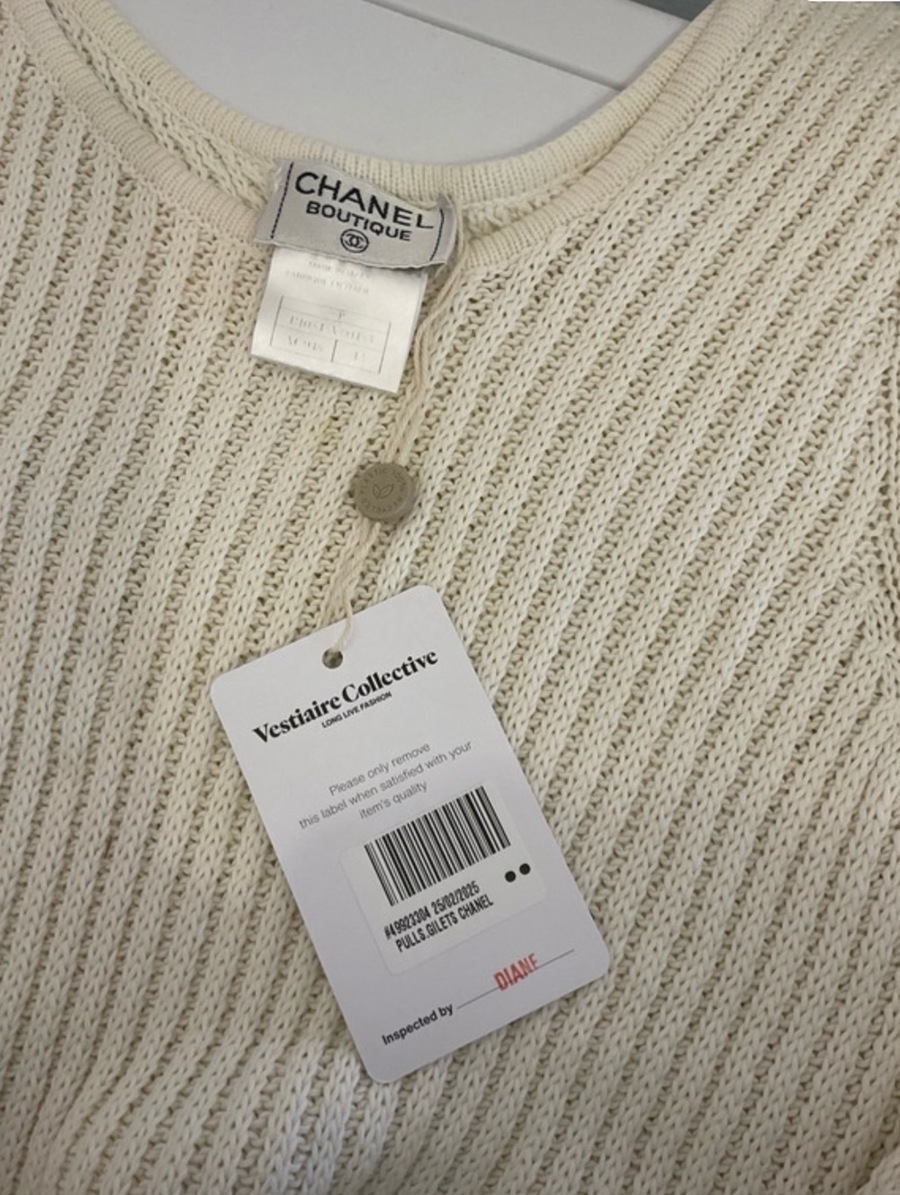 CHANEL
BOUTIQUE
Vestiaire Collective
LONG LIVE FASHION
Please only remove
this label when satisfied with your
item's quality
#49923304 25/02/2025
PULLS.GILETS CHANEL
Inspected by DIANE